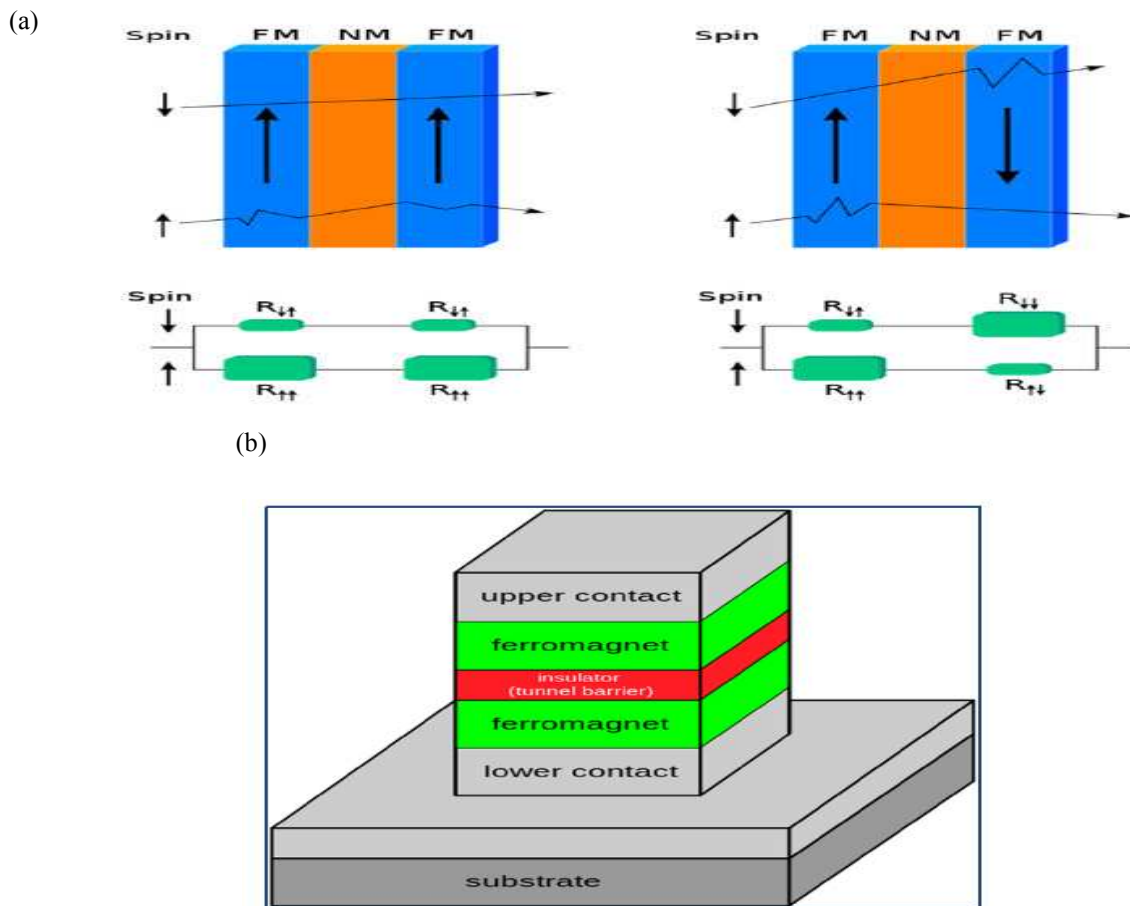 (a)
Spin FM NM FM Spin FM NM FM
Spin R↓↑ R↓↑ Spin R↓↑ R↓↓
R↑↑ R↑↑ R↑↑ R↑↓
(b)
upper contact
ferromagnet
insulator
(tunnel barrier)
ferromagnet
lower contact
substrate